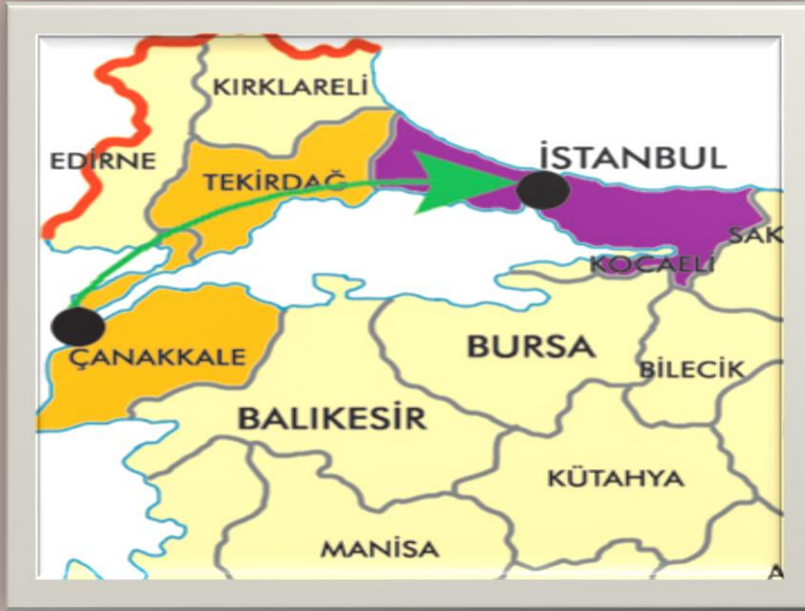 KIRKLARELİ
EDİRNE
İSTANBUL
TEKİRDAĞ
SAK
KOCAELİ
ÇANAKKALE
BURSA
BİLECİK
BALIKESİR
KÜTAHYA
MANİSA
A